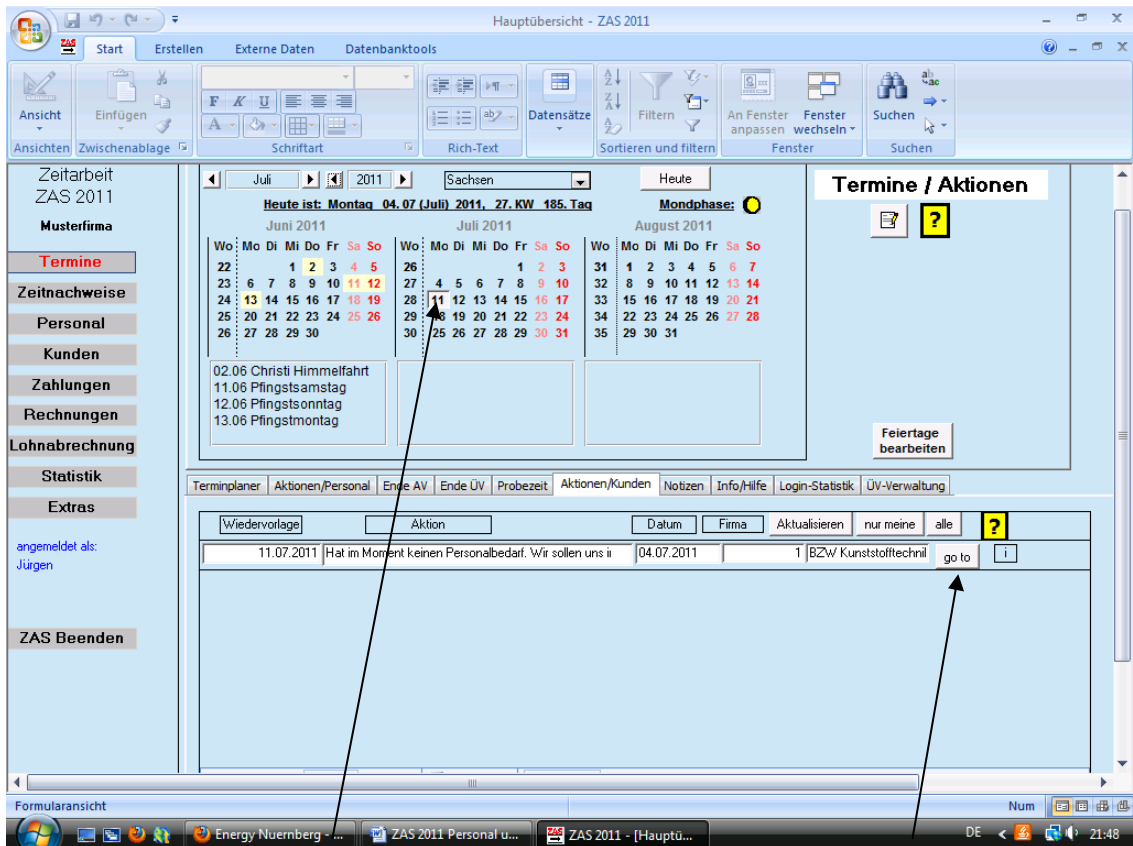 Hauptübersicht - ZAS 2011
Start Erstellen Externe Daten Datenbanktools
Ansicht Einfügen F K U Datensätze Filtern An Fenster anpassen Fenster wechseln Suchen
Ansichten Zwischenablage Schriftart Rich-Text Sortieren und filtern Fenster Suchen
Zeitarbeit
ZAS 2011
Musterfirma
Termine
Zeitnachweise
Personal
Kunden
Zahlungen
Rechnungen
Lohnabrechnung
Statistik
Extras
angemeldet als:
Jürgen
ZAS Beenden
Juli 2011 Sachsen Heute
Heute ist: Montag 04. 07 (Juli) 2011, 27. KW 185. Tag Mondphase:
Juni 2011
Wo Mo Di Mi Do Fr Sa So
22 1 2 3 4 5
23 6 7 8 9 10 11 12
24 13 14 15 16 17 18 19
25 20 21 22 23 24 25 26
26 27 28 29 30
Juli 2011
Wo Mo Di Mi Do Fr Sa So
26 1 2 3
27 4 5 6 7 8 9 10
28 11 12 13 14 15 16 17
29 18 19 20 21 22 23 24
30 25 26 27 28 29 30 31
August 2011
Wo Mo Di Mi Do Fr Sa So
31 1 2 3 4 5 6 7
32 8 9 10 11 12 13 14
33 15 16 17 18 19 20 21
34 22 23 24 25 26 27 28
35 29 30 31
02.06 Christi Himmelfahrt
11.06 Pfingstsamstag
12.06 Pfingstsonntag
13.06 Pfingstmontag
Termine / Aktionen
?
Feiertage
bearbeiten
Terminplaner Aktionen/Personal Ende AV Ende ÜV Probezeit Aktionen/Kunden Notizen Info/Hilfe Login-Statistik ÜV-Verwaltung
Wiedervorlage Aktion Datum Firma Aktualisieren nur meine alle ?
11.07.2011 Hat im Moment keinen Personalbedarf. Wir sollen uns 04.07.2011 1 BZW go to i
Formularansicht Num
Energy Nuernberg - ... ZAS 2011 Personal u... ZAS 2011 - [Hauptü... DE 21:48